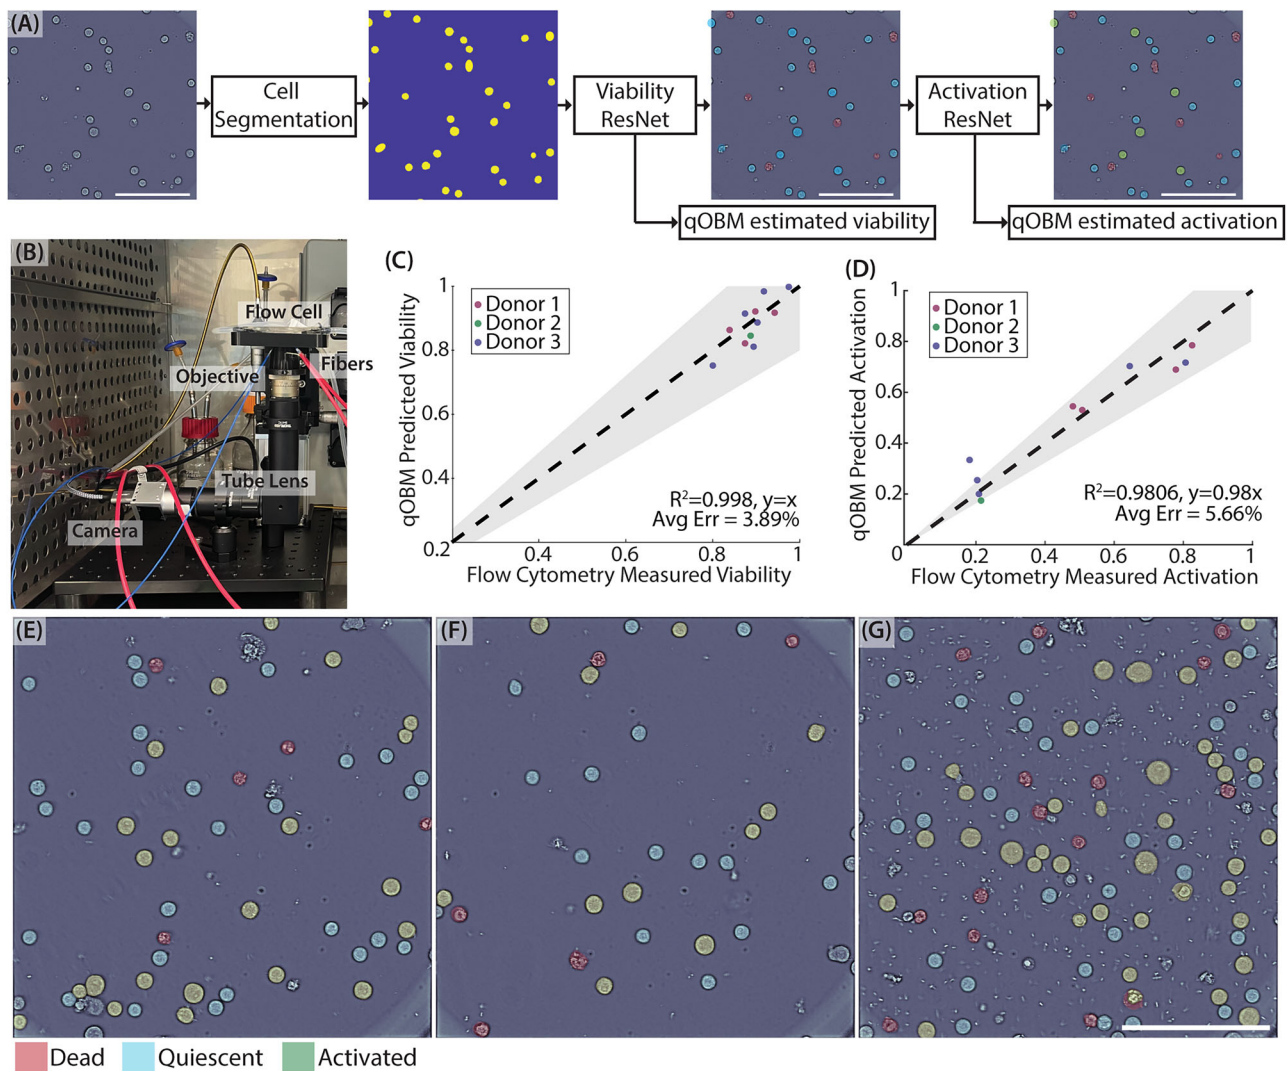 (A)
Cell
Segmentation
Viability
ResNet
Activation
ResNet
qOBM estimated viability
qOBM estimated activation
(B)
Flow Cell
Fibers
Objective
Tube Lens
Camera
(C)
qOBM Predicted Viability
1
0.8
0.6
0.4
0.2
Donor 1
Donor 2
Donor 3
R²=0.998, y=x
Avg Err = 3.89%
0.4 0.6 0.8 1
Flow Cytometry Measured Viability
(D)
qOBM Predicted Activation
1
0.8
0.6
0.4
0.2
Donor 1
Donor 2
Donor 3
R²=0.9806, y=0.98x
Avg Err = 5.66%
0 0.2 0.4 0.6 0.8 1
Flow Cytometry Measured Activation
(E)
(F)
(G)
Dead Quiescent Activated